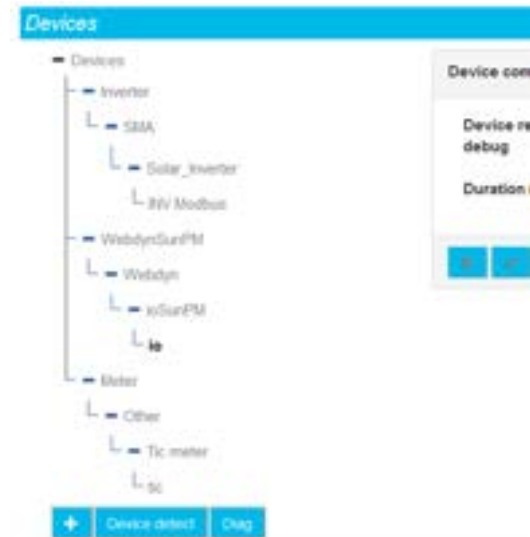 Devices
Devices
Inverter
SMA
Solar_Inverter
INV Modbus
WebdynSunPM
Webdyn
ioSunPM
io
Meter
Other
Tic meter
tic
Device detect
Diag
Device com
Device re
debug
Duration